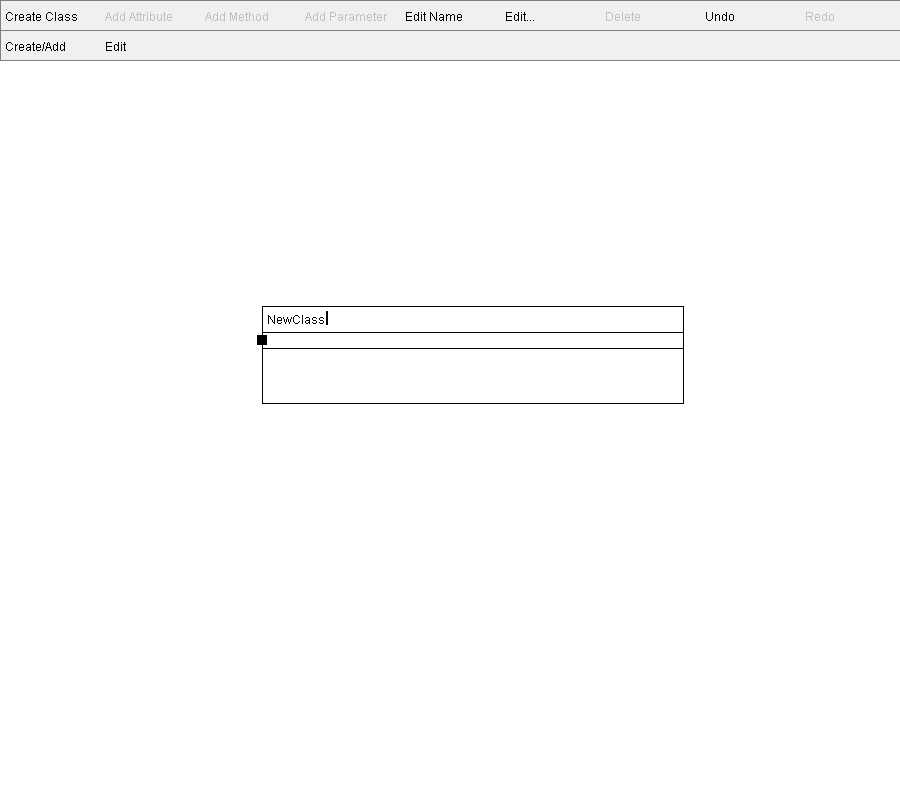 Create Class Add Attribute Add Method Add Parameter Edit Name Edit... Delete Undo Redo
Create/Add Edit
NewClass